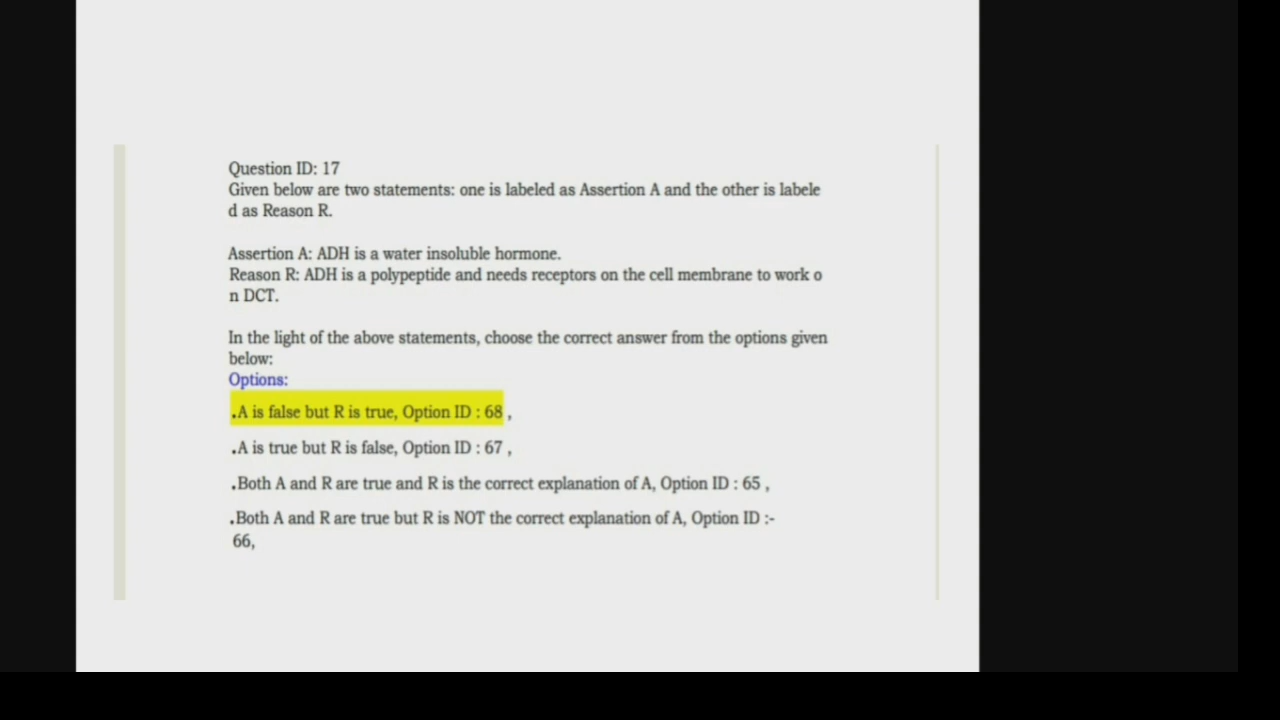 Question ID: 17
Given below are two statements: one is labeled as Assertion A and the other is labele
d as Reason R.
Assertion A: ADH is a water insoluble hormone.
Reason R: ADH is a polypeptide and needs receptors on the cell membrane to work o
n DCT.
In the light of the above statements, choose the correct answer from the options given
below:
Options:
.A is false but R is true, Option ID : 68 ,
.A is true but R is false, Option ID : 67 ,
.Both A and R are true and R is the correct explanation of A, Option ID : 65 ,
.Both A and R are true but R is NOT the correct explanation of A, Option ID :-
66,